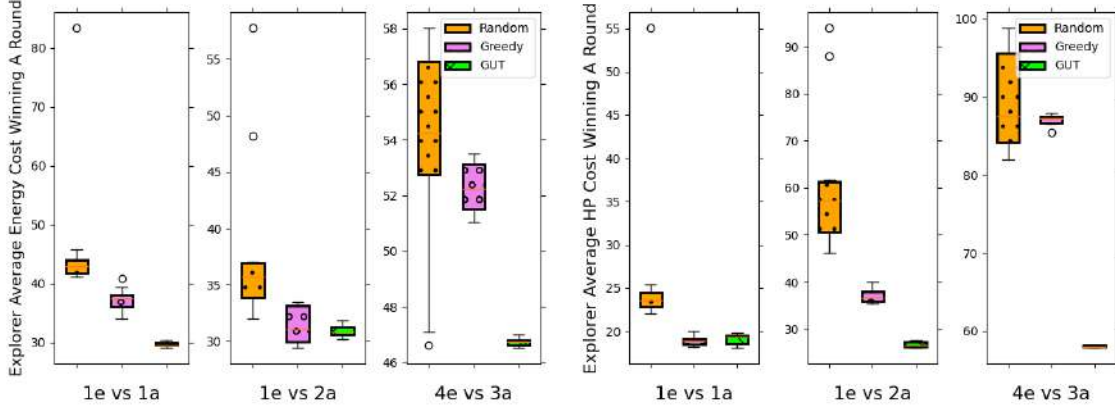 Explorer Average Energy Cost Winning A Round
80
70
60
50
40
30
1e vs 1a
55
50
45
40
35
30
1e vs 2a
58
56
54
52
50
48
46
Random
Greedy
GUT
4e vs 3a
Explorer Average HP Cost Winning A Round
55
50
45
40
35
30
25
20
1e vs 1a
90
80
70
60
50
40
30
1e vs 2a
100
90
80
70
60
Random
Greedy
GUT
4e vs 3a